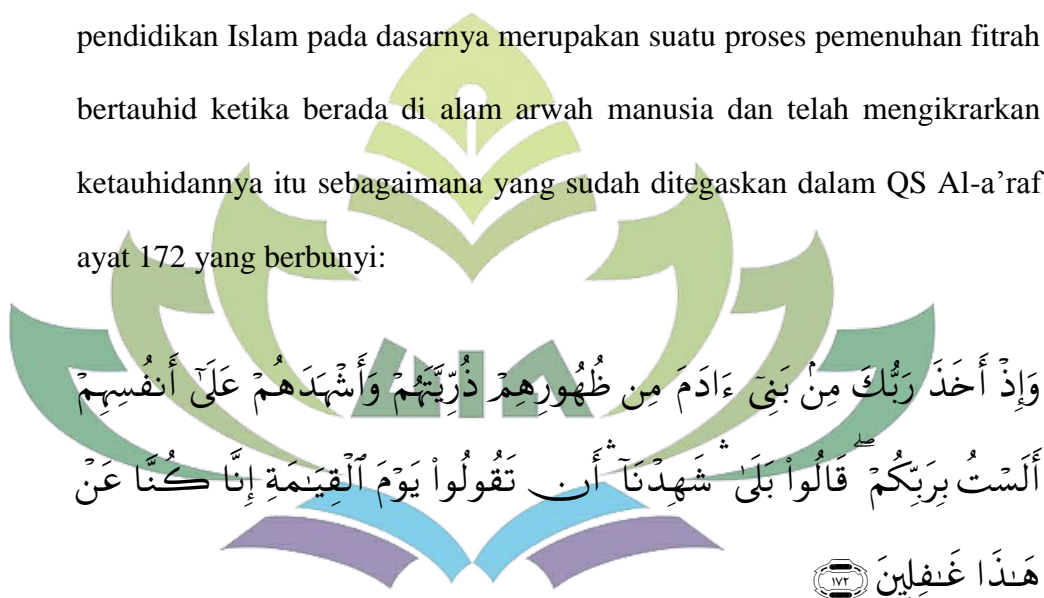 pendidikan Islam pada dasarnya merupakan suatu proses pemenuhan fitrah
bertauhid ketika berada di alam arwah manusia dan telah mengikrarkan
ketauhidannya itu sebagaimana yang sudah ditegaskan dalam QS Al-a’raf
ayat 172 yang berbunyi:
وَإِذۡ أَخَذَ رَبُّكَ مِنۢ بَنِيٓ ءَادَمَ مِن ظُهُورِهِمۡ ذُرِّيَّتَهُمۡ وَأَشۡهَدَهُمۡ عَلَىٰٓ أَنفُسِهِمۡ
أَلَسۡتُ بِرَبِّكُمۡۖ قَالُواْ بَلَىٰۛ شَهِدۡنَآۛ أَن تَقُولُواْ يَوۡمَ ٱلۡقِيَٰمَةِ إِنَّا كُنَّا عَنۡ
هَٰذَا غَٰفِلِينَ ١٧٢